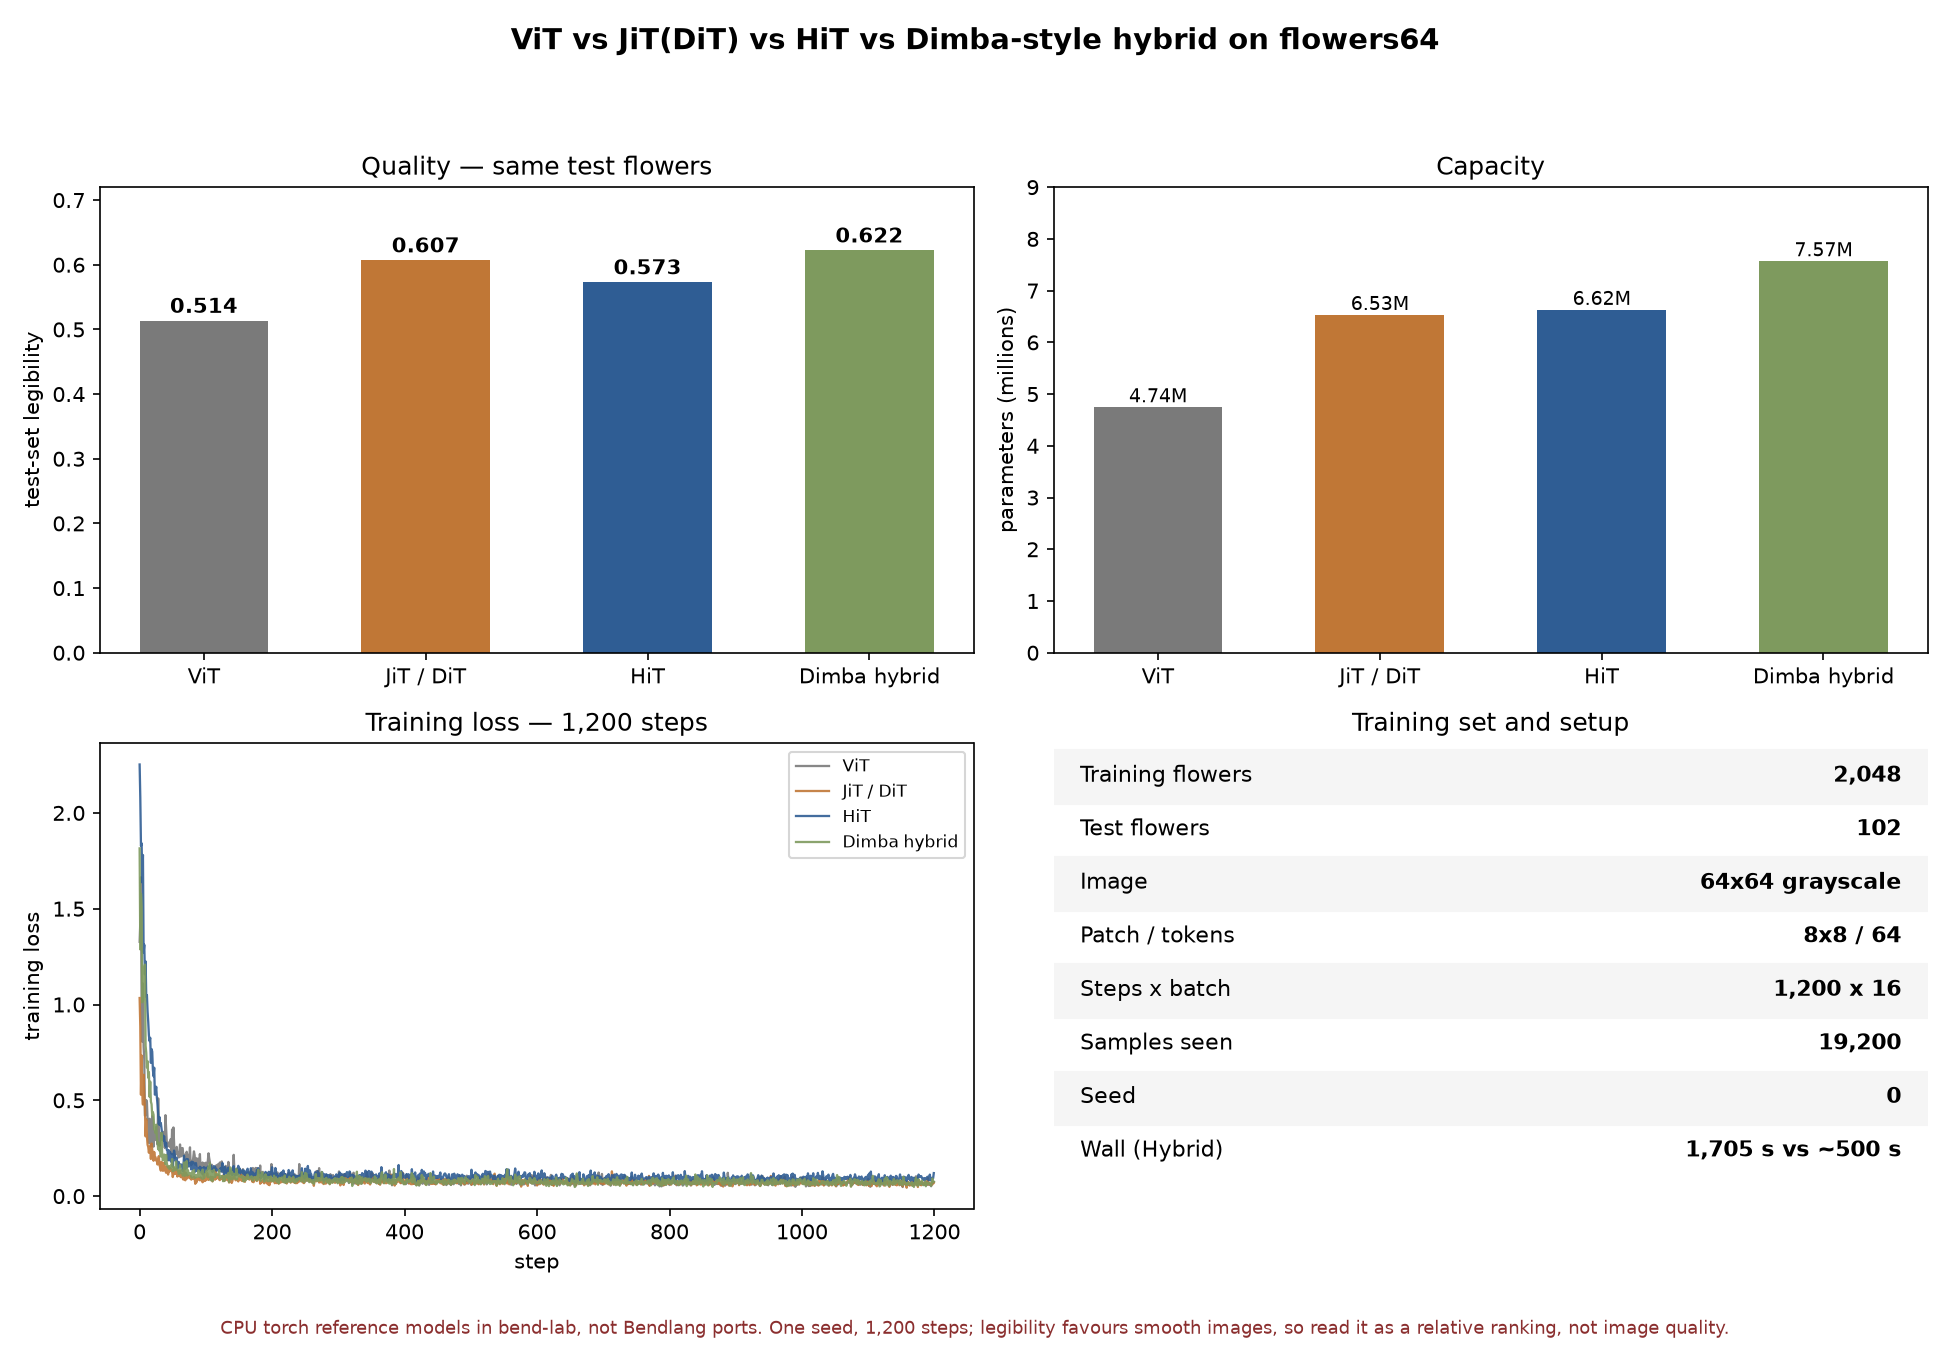 ViT vs JiT(DiT) vs HiT vs Dimba-style hybrid on flowers64
Quality — same test flowers
test-set legibility
0.7
0.6
0.5
0.4
0.3
0.2
0.1
0.0
0.514
0.607
0.573
0.622
ViT
JiT / DiT
HiT
Dimba hybrid
Capacity
parameters (millions)
9
8
7
6
5
4
3
2
1
0
4.74M
6.53M
6.62M
7.57M
ViT
JiT / DiT
HiT
Dimba hybrid
Training loss — 1,200 steps
training loss
2.0
1.5
1.0
0.5
0.0
ViT
JiT / DiT
HiT
Dimba hybrid
0 200 400 600 800 1000 1200
step
Training set and setup
Training flowers 2,048
Test flowers 102
Image 64x64 grayscale
Patch / tokens 8x8 / 64
Steps x batch 1,200 x 16
Samples seen 19,200
Seed 0
Wall (Hybrid) 1,705 s vs ~500 s
CPU torch reference models in bend-lab, not Bendlang ports. One seed, 1,200 steps; legibility favours smooth images, so read it as a relative ranking, not image quality.